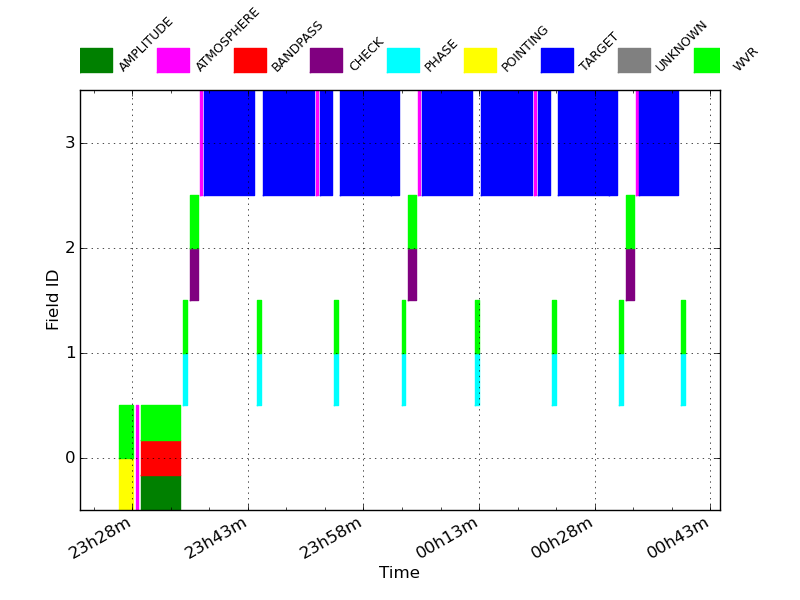 AMPLITUDE
ATMOSPHERE
BANDPASS
CHECK
PHASE
POINTING
TARGET
UNKNOWN
WVR
3
2
1
0
Field ID
23h28m
23h43m
23h58m
00h13m
00h28m
00h43m
Time